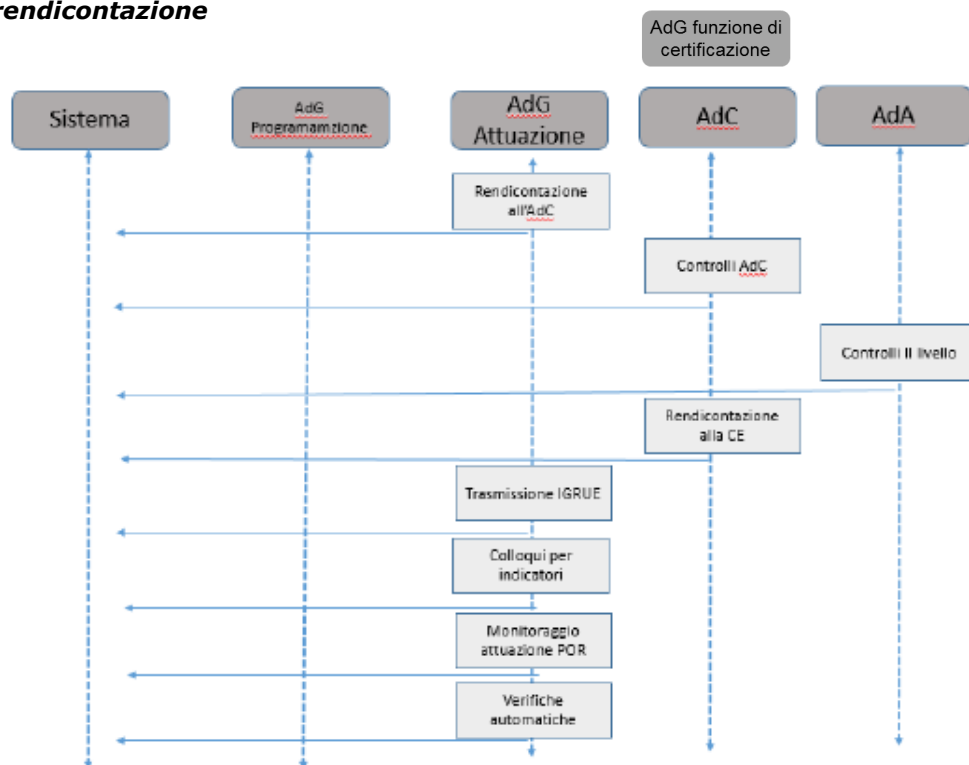 rendicontazione
AdG funzione di
certificazione
Sistema
AdG
Programamzione
AdG
Attuazione
AdC
AdA
Rendicontazione
all'AdC
Controlli AdC
Controlli II livello
Rendicontazione
alla CE
Trasmissione IGRUE
Colloqui per
indicatori
Monitoraggio
attuazione POR
Verifiche
automatiche